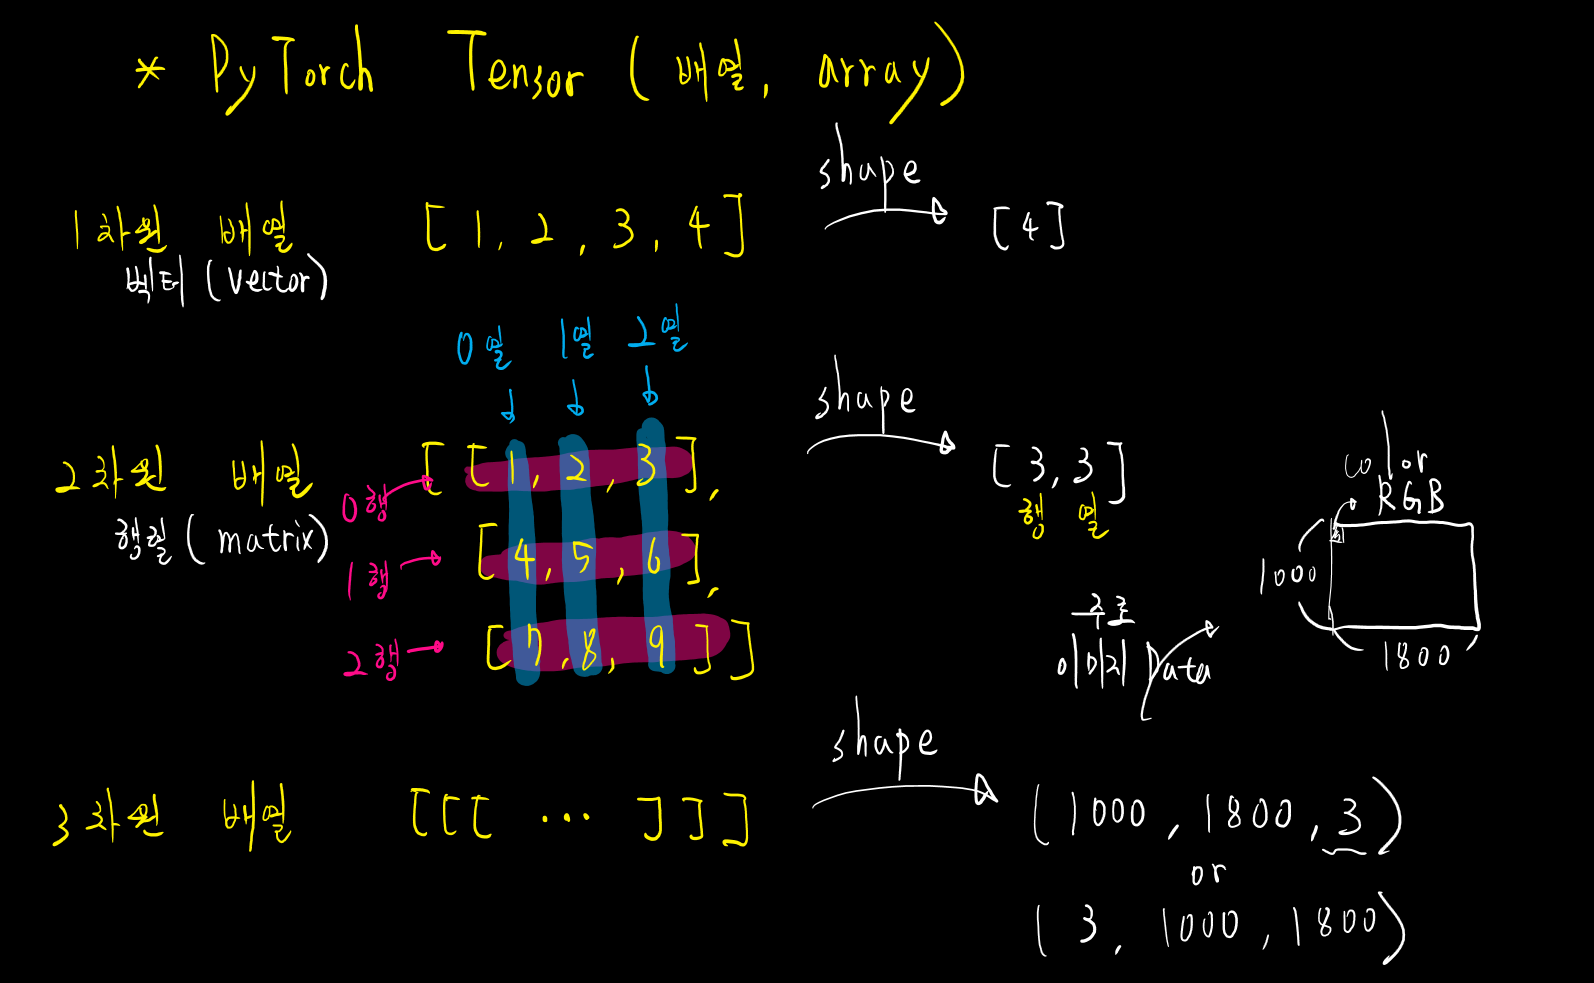 * PyTorch Tensor ( 배열, array)
shape
1차원 배열 [ 1, 2, 3, 4 ] [ 4 ]
벡터 (vector)
0열 1열 2열
shape
2차원 배열 [ [ 1, 2, 3 ], [ 3, 3 ]
행 열
행렬 ( matrix)
0행
[ 4, 5, 6 ],
1행
[ 7, 8, 9 ] ]
2행
color
RGB
1000
1800
주로
이미지 Data
shape
3차원 배열 [ [ [ ... ] ] ] ( 1000, 1800, 3 )
or
( 3, 1000, 1800)